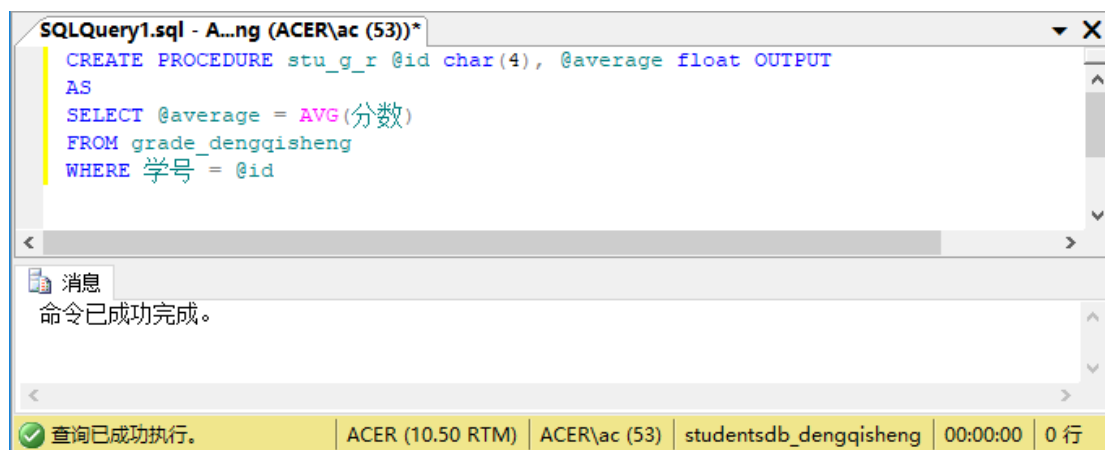 SQLQuery1.sql - A...ng (ACER\ac (53))*
CREATE PROCEDURE stu_g_r @id char(4), @average float OUTPUT
AS
SELECT @average = AVG(分数)
FROM grade_dengqisheng
WHERE 学号 = @id
消息
命令已成功完成。
查询已成功执行。 ACER (10.50 RTM) ACER\ac (53) studentsdb_dengqisheng 00:00:00 0 行